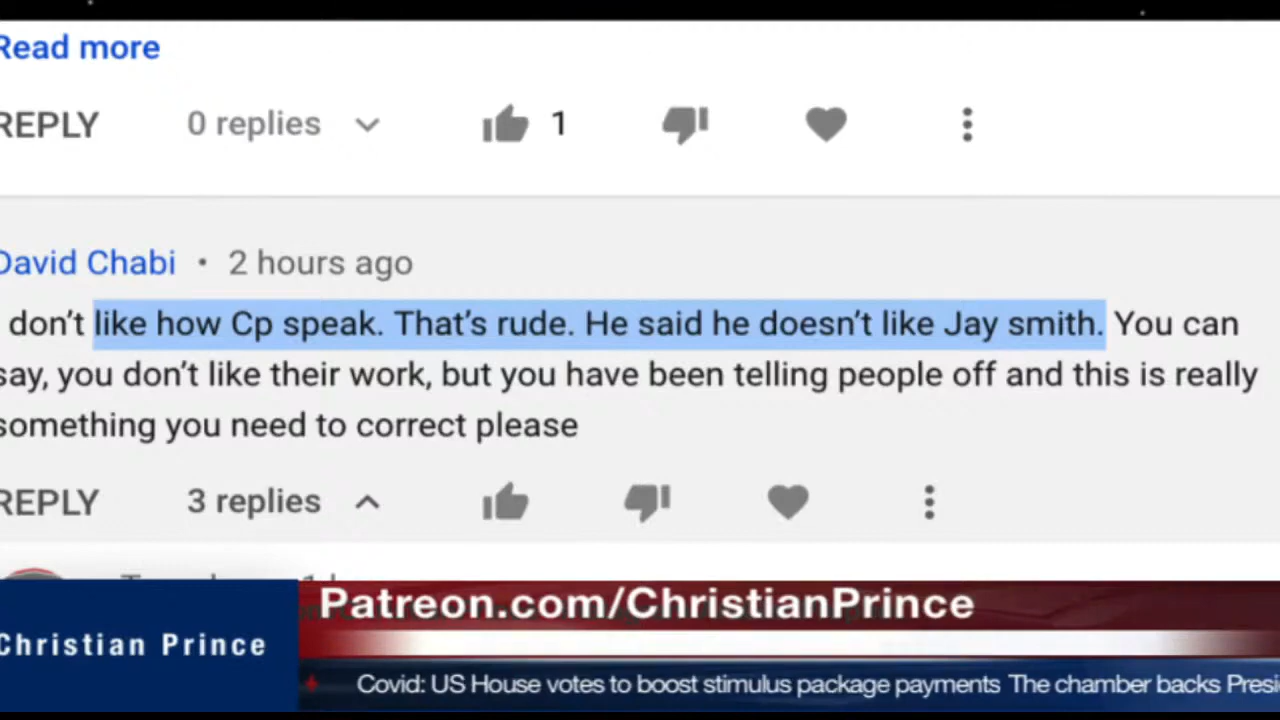 Read more
REPLY 0 replies 1
David Chabi • 2 hours ago
don't like how Cp speak. That's rude. He said he doesn't like Jay smith. You can
say, you don't like their work, but you have been telling people off and this is really
something you need to correct please
REPLY 3 replies
Patreon.com/ChristianPrince
Christian Prince
Covid: US House votes to boost stimulus package payments The chamber backs Presi